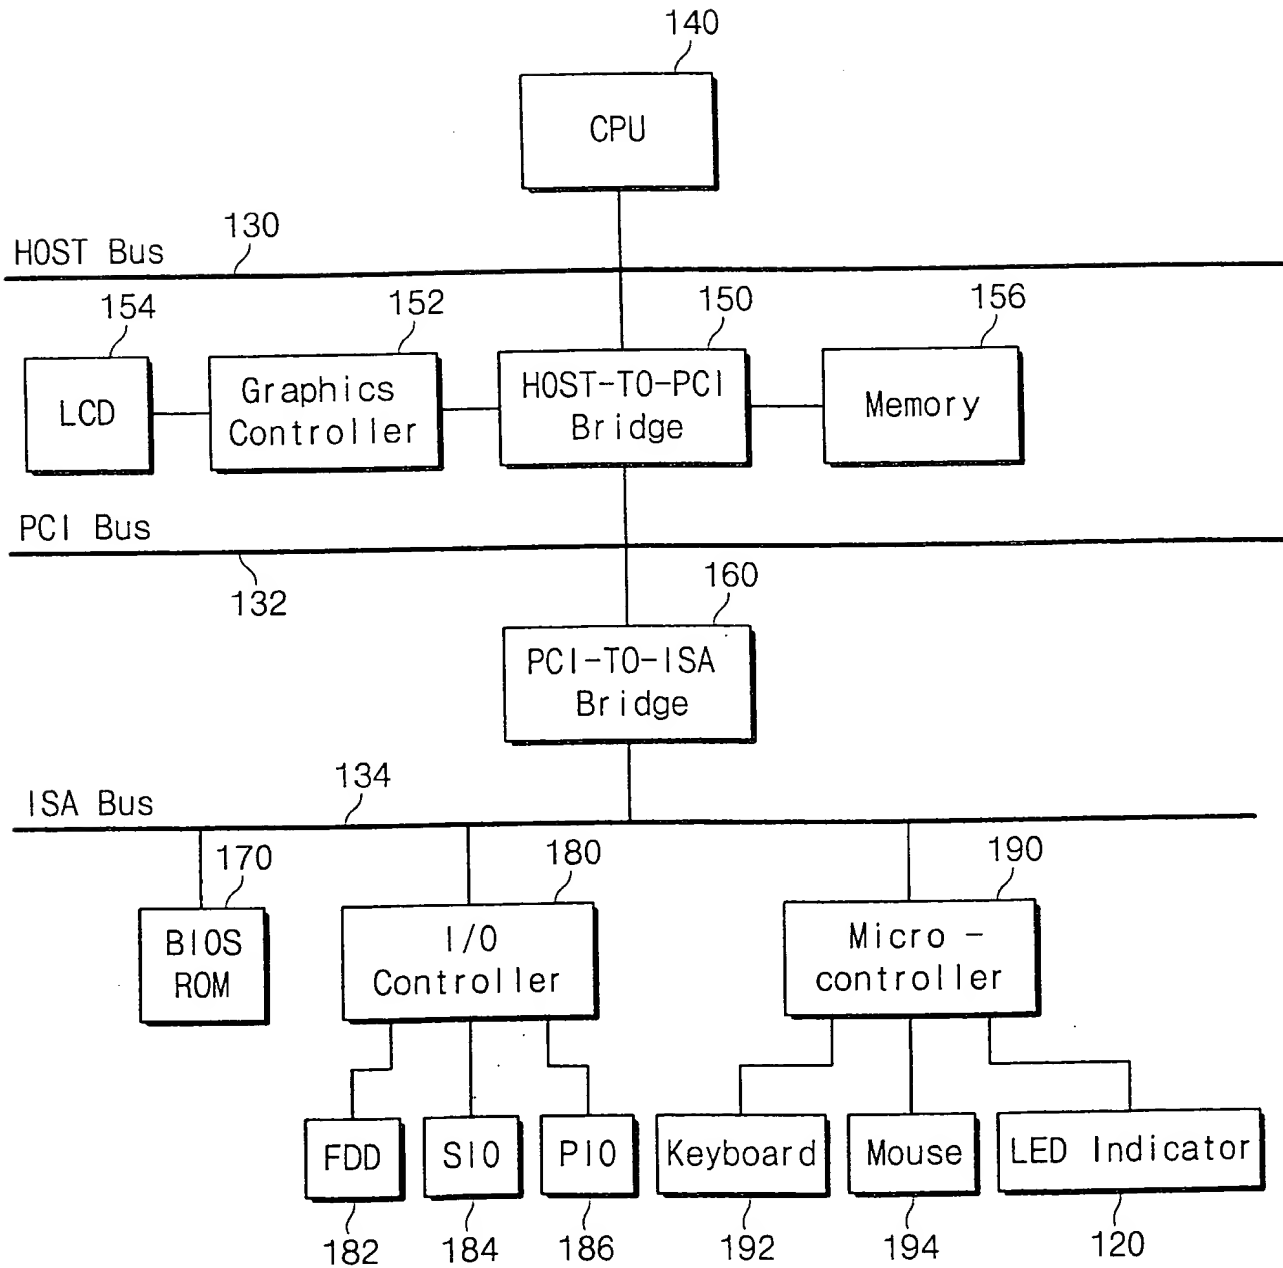 140
CPU
HOST Bus
130
154
152
150
156
LCD
Graphics
Controller
HOST-TO-PCI
Bridge
Memory
PCI Bus
132
160
PCI-TO-ISA
Bridge
ISA Bus
134
170
180
190
BIOS
ROM
I/O
Controller
Micro -
controller
FDD
SIO
PIO
Keyboard
Mouse
LED Indicator
182
184
186
192
194
120